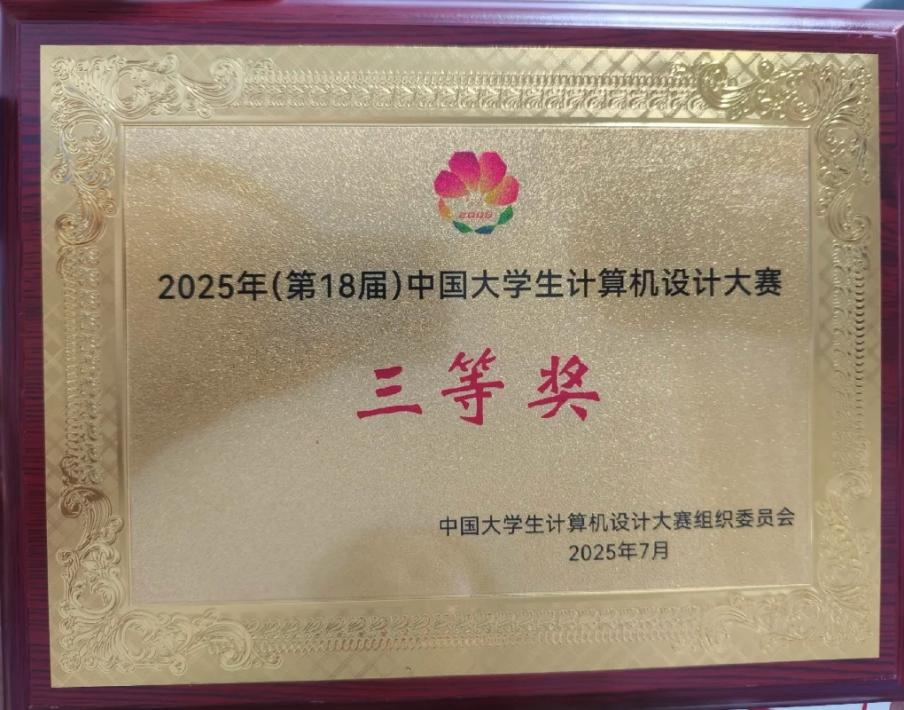 2008
2025年(第18届)中国大学生计算机设计大赛
三等奖
中国大学生计算机设计大赛组织委员会
2025年7月